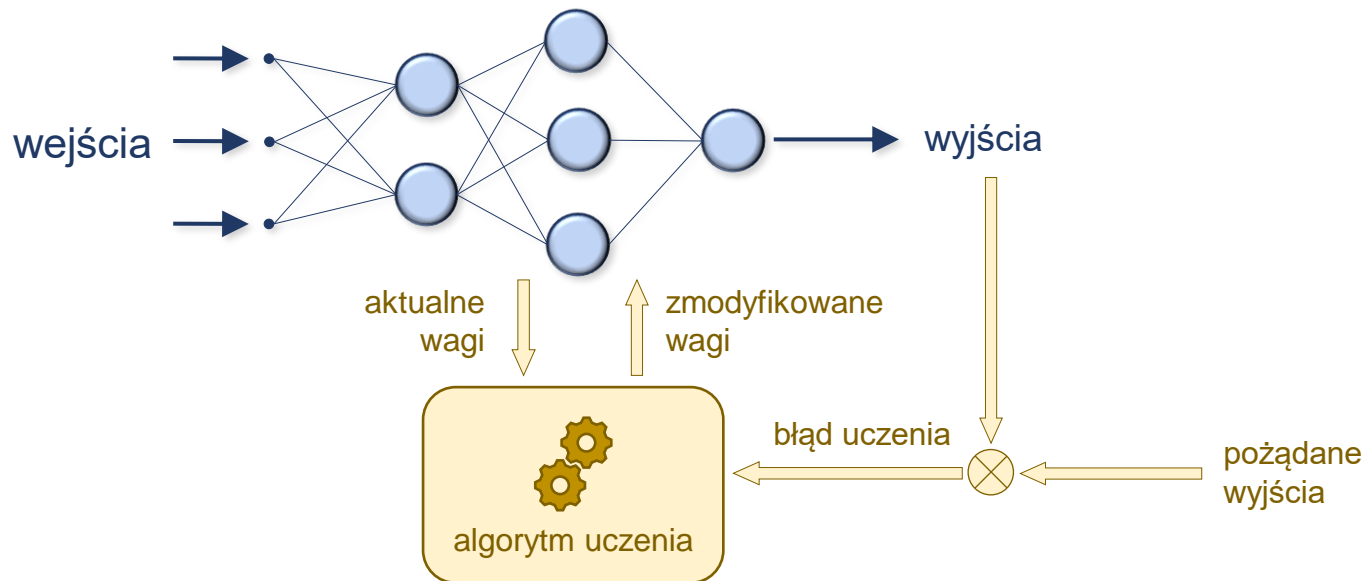 wejścia
wyjścia
aktualne
wagi
zmodyfikowane
wagi
błąd uczenia
pożądane
wyjścia
algorytm uczenia